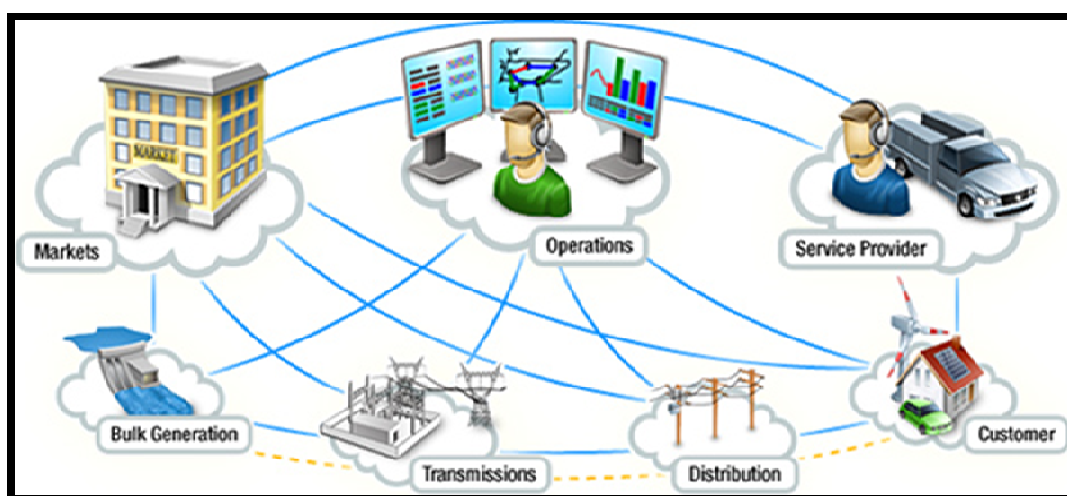 MARKET
Markets
Operations
Service Provider
Bulk Generation
Transmissions
Distribution
Customer